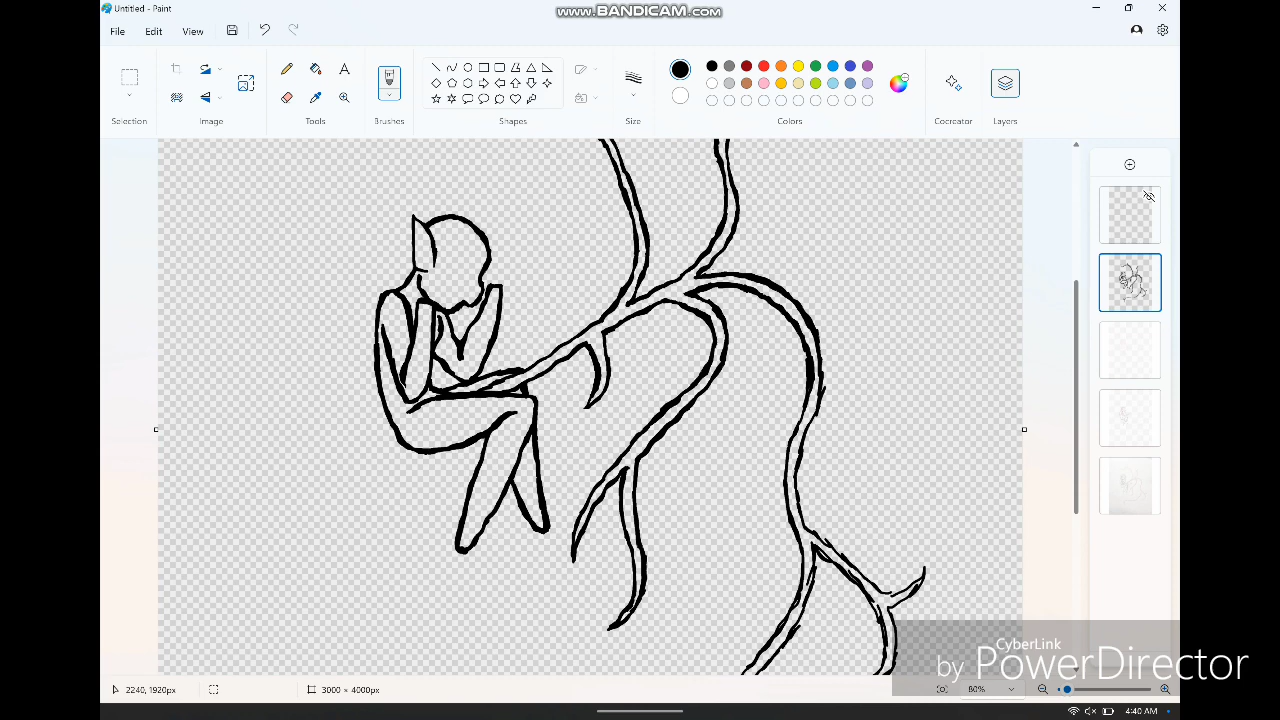 Untitled - Paint
www.BANDICAM.com
File Edit View
Selection Image Tools Brushes Shapes Size Colors Cocreator Layers
CyberLink
by PowerDirector
2240, 1920px 3000 × 4000px 80%
4:40 AM